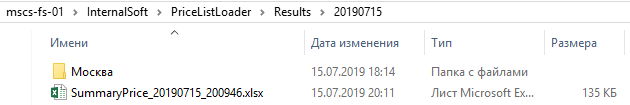 mscs-fs-01 > InternalSoft > PriceListLoader > Results > 20190715
Имени Дата изменения Тип Размера
Москва 15.07.2019 18:14 Папка с файлами
SummaryPrice_20190715_200946.xlsx 15.07.2019 20:11 Лист Microsoft Ex... 135 КБ